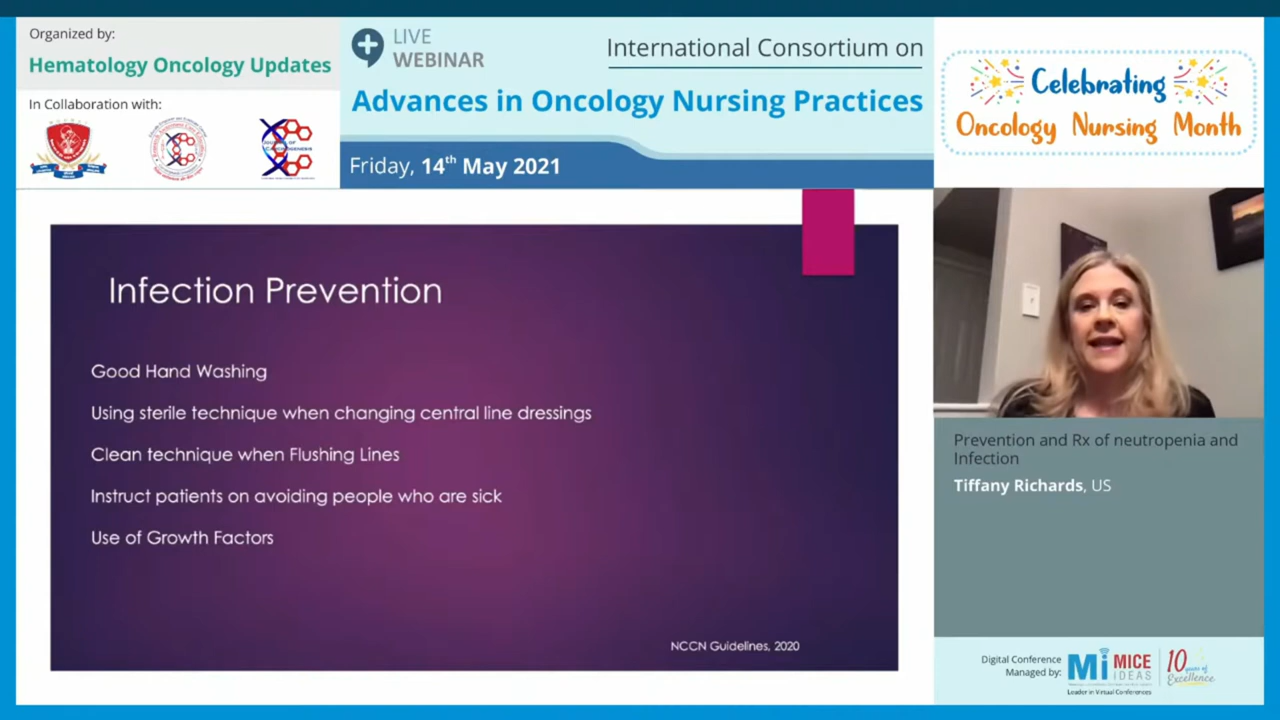 Organized by:
Hematology Oncology Updates
In Collaboration with:
LIVE
WEBINAR
International Consortium on
Advances in Oncology Nursing Practices
Friday, 14th May 2021
Celebrating
Oncology Nursing Month
Infection Prevention
Good Hand Washing
Using sterile technique when changing central line dressings
Clean technique when Flushing Lines
Instruct patients on avoiding people who are sick
Use of Growth Factors
NCCN Guidelines, 2020
Prevention and Rx of neutropenia and
Infection
Tiffany Richards, US
Digital Conference
Managed by:
Mi MICE
IDEAS
Leader in Virtual Conferences
10 years of
Excellence